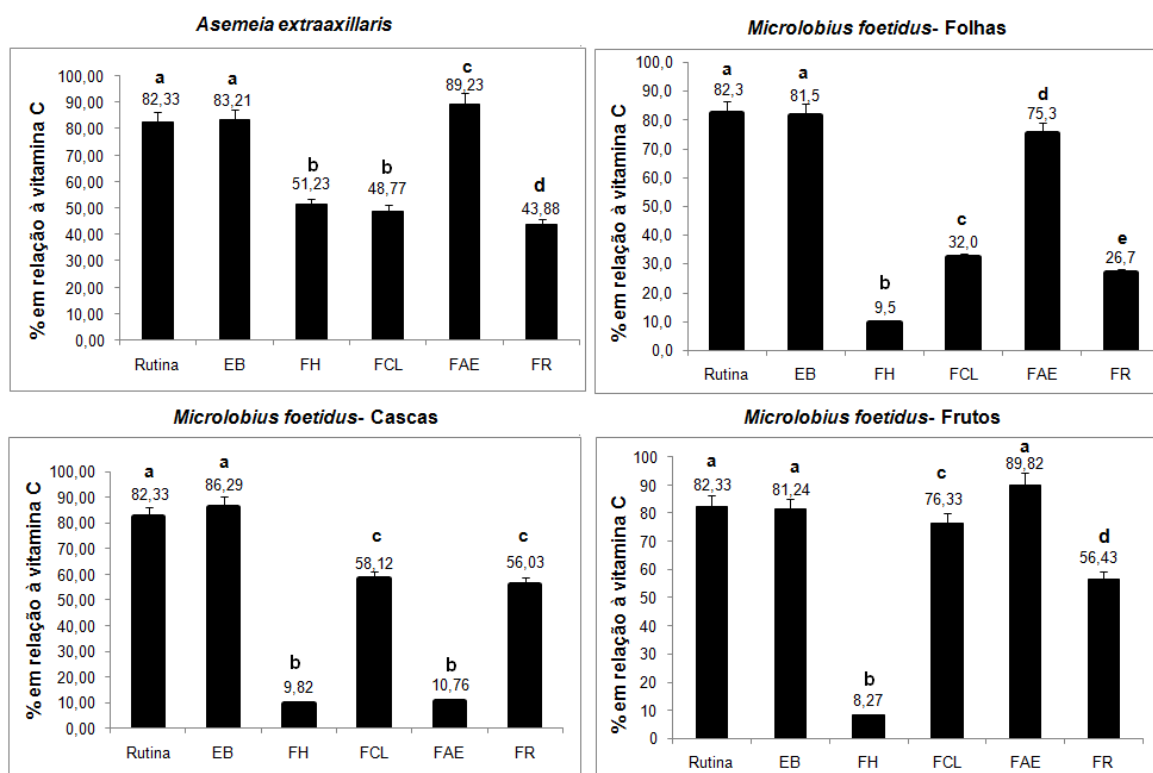 Asemeia extraaxillaris
% em relação à vitamina C
100,00
90,00
80,00
70,00
60,00
50,00
40,00
30,00
20,00
10,00
0,00
a a b b c d
82,33 83,21 51,23 48,77 89,23 43,88
Rutina EB FH FCL FAE FR
Microlobius foetidus- Folhas
% em relação à vitamina C
100,0
90,0
80,0
70,0
60,0
50,0
40,0
30,0
20,0
10,0
0,0
a a b c d e
82,3 81,5 9,5 32,0 75,3 26,7
Rutina EB FH FCL FAE FR
Microlobius foetidus- Cascas
% em relação à vitamina C
100,00
90,00
80,00
70,00
60,00
50,00
40,00
30,00
20,00
10,00
0,00
a a b c b c
82,33 86,29 9,82 58,12 10,76 56,03
Rutina EB FH FCL FAE FR
Microlobius foetidus- Frutos
% em relação à vitamina C
100
90
80
70
60
50
40
30
20
10
0
a a b c a d
82,33 81,24 8,27 76,33 89,82 56,43
Rutina EB FH FCL FAE FR